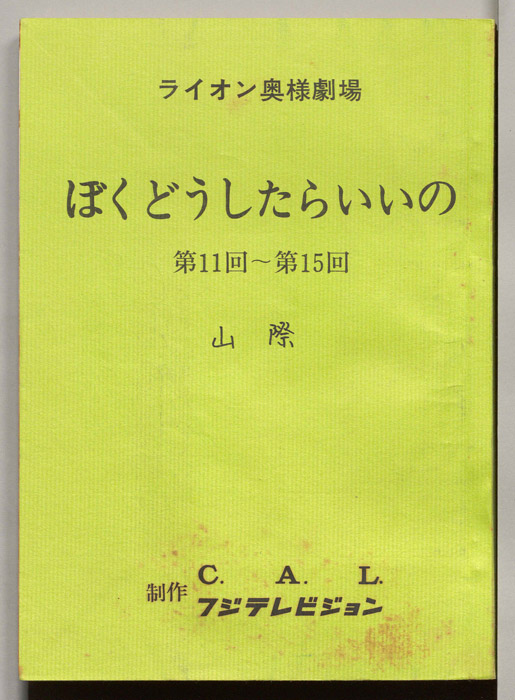 ライオン奥様劇場
ぼくどうしたらいいの
第11回~第15回
山際
制作
C. A. L.
フジテレビジョン